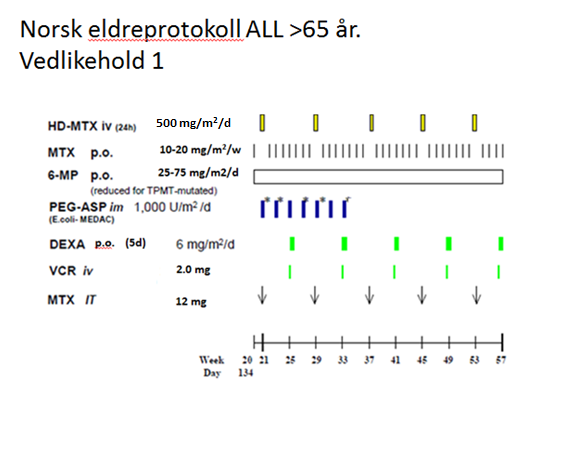 Norsk eldreprotokoll ALL >65 år.
Vedlikehold 1
HD-MTX iv (24h) 500 mg/m²/d
MTX p.o. 10-20 mg/m²/w
6-MP p.o. 25-75 mg/m2/d
(reduced for TPMT-mutated)
PEG-ASP im 1,000 U/m² /d
(E.coli- MEDAC)
DEXA p.o. (5d) 6 mg/m²/d
VCR iv 2.0 mg
MTX IT 12 mg
Week 20 21 25 29 33 37 41 45 49 53 57
Day 134